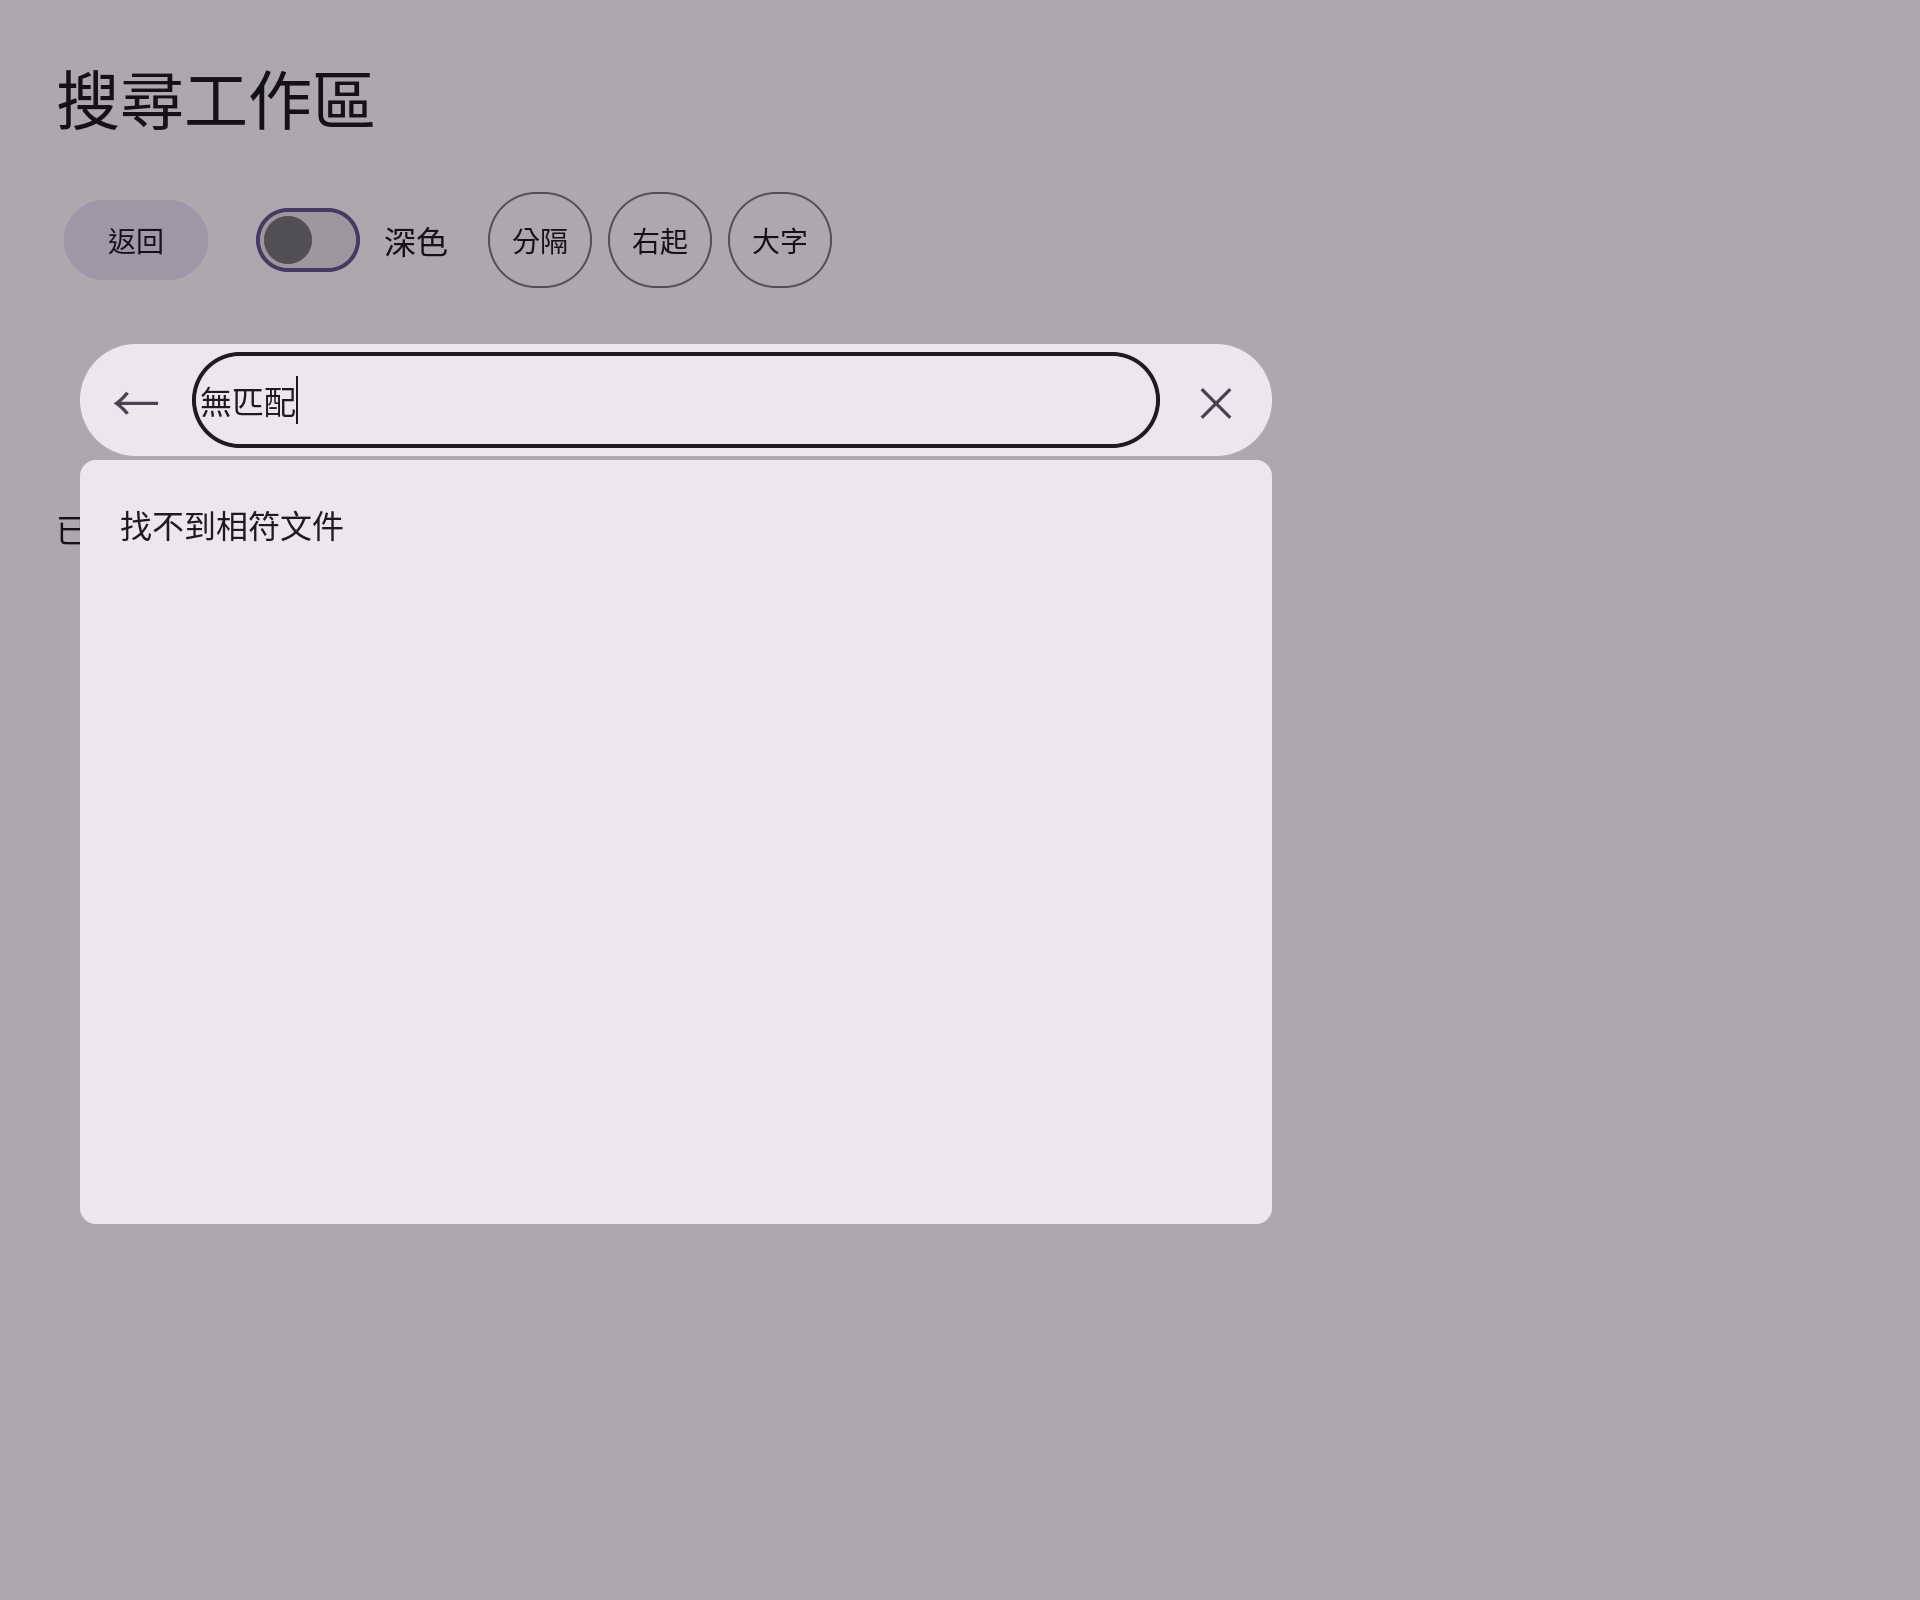 搜尋工作區
返回
深色
分隔
右起
大字
無匹配
找不到相符文件
已